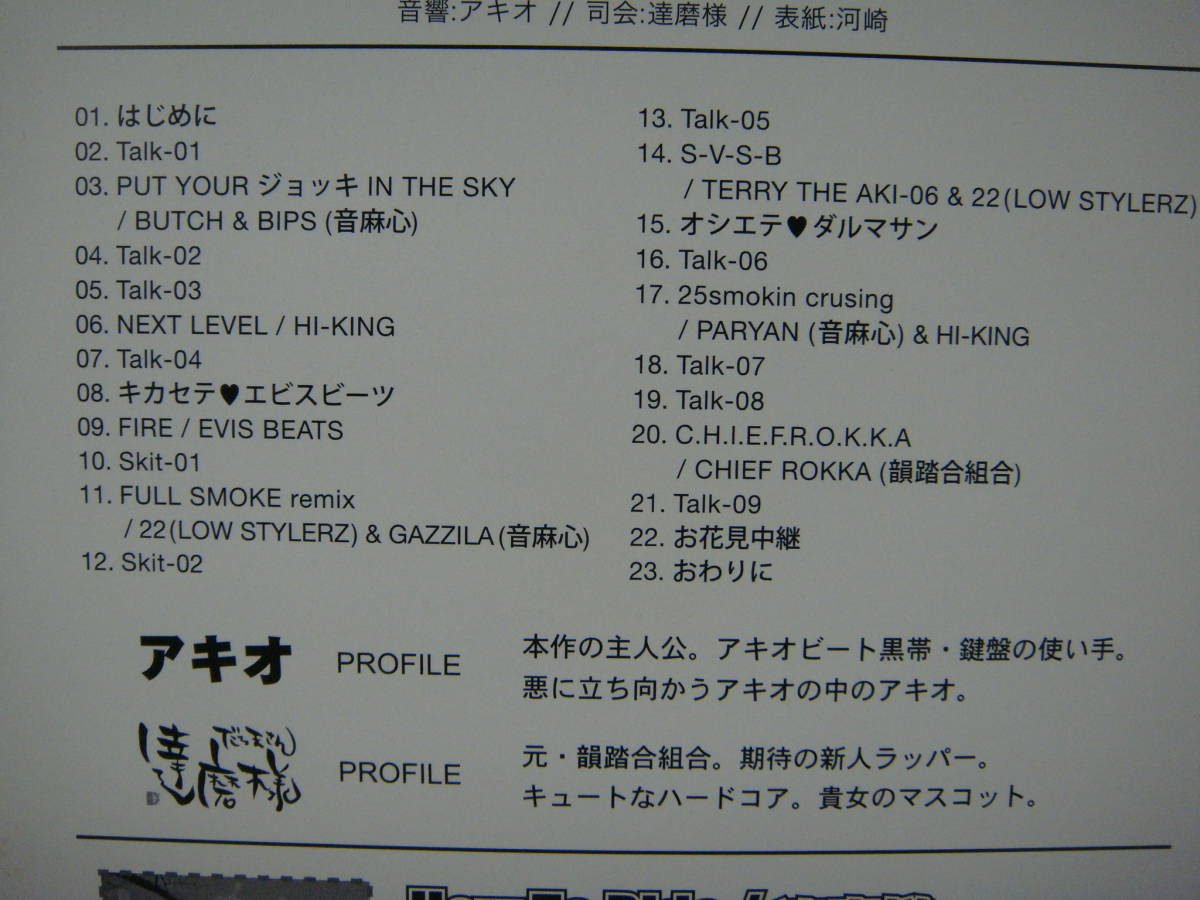 音響:アキオ // 司会:達磨様 // 表紙:河崎
01. はじめに
02. Talk-01
03. PUT YOUR ジョッキ IN THE SKY
/ BUTCH & BIPS (音麻心)
04. Talk-02
05. Talk-03
06. NEXT LEVEL / HI-KING
07. Talk-04
08. キカセテ♥エビスビーツ
09. FIRE / EVIS BEATS
10. Skit-01
11. FULL SMOKE remix
/ 22(LOW STYLERZ) & GAZZILA(音麻心)
12. Skit-02
13. Talk-05
14. S-V-S-B
/ TERRY THE AKI-06 & 22(LOW STYLERZ)
15. オシエテ♥ダルマサン
16. Talk-06
17. 25smokin crusing
/ PARYAN (音麻心) & HI-KING
18. Talk-07
19. Talk-08
20. C.H.I.E.F.R.O.K.K.A
/ CHIEF ROKKA (韻踏合組合)
21. Talk-09
22. お花見中継
23. おわりに
アキオ PROFILE
本作の主人公。アキオビート黒帯・鍵盤の使い手。
悪に立ち向かうアキオの中のアキオ。
達磨様 だるまさん PROFILE
元・韻踏合組合。期待の新人ラッパー。
キュートなハードコア。貴女のマスコット。